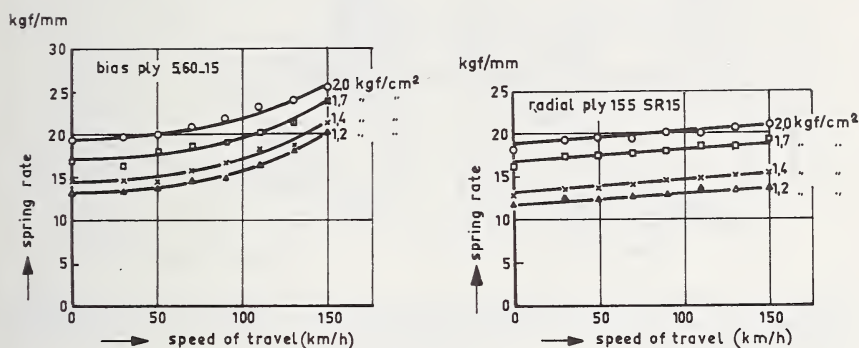 kgf/mm
30
25
20
15
10
5
0
bias ply 5.60_15
2,0 kgf/cm²
1,7 " "
1,4 " "
1,2 " "
spring rate
0 50 100 150
speed of travel (km/h)
kgf/mm
25
20
15
10
5
0
radial ply 155 SR15
2,0 kgf/cm²
1,7 " "
1,4 " "
1,2 " "
spring rate
0 50 100 150
speed of travel (km/h)